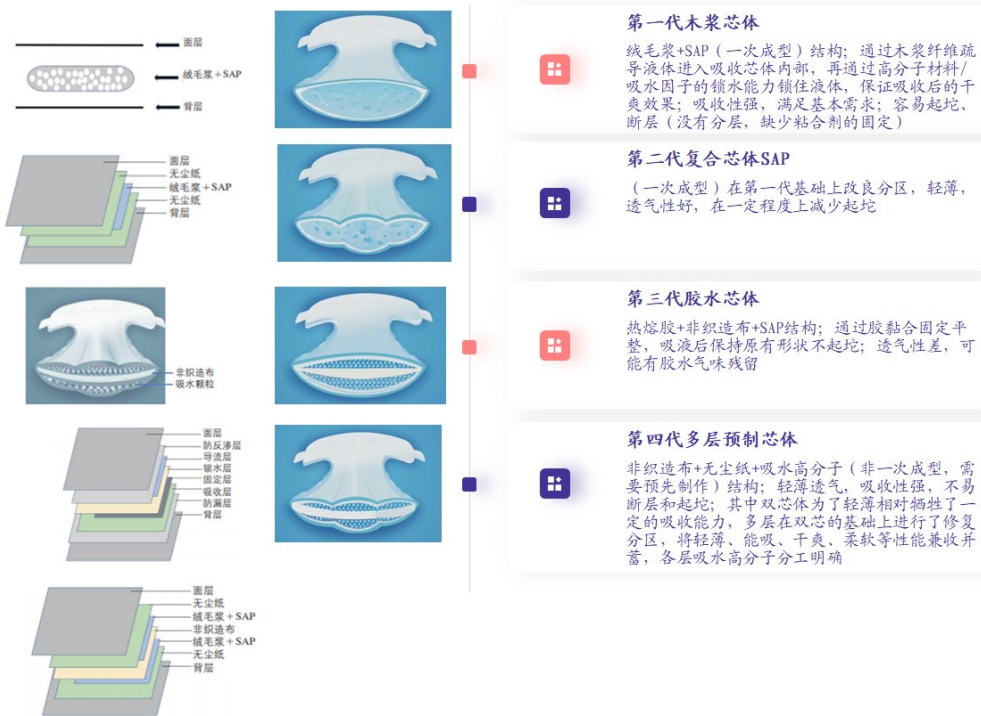 面层
绒毛浆+SAP
背层
第一代木浆芯体
绒毛浆+SAP（一次成型）结构；通过木浆纤维疏
导液体进入吸收芯体内部，再通过高分子材料/
吸水因子的锁水能力锁住液体，保证吸收后的干
爽效果；吸收性强，满足基本需求；容易起坨、
断层（没有分层，缺少粘合剂的固定）
面层
无尘纸
绒毛浆+SAP
无尘纸
背层
第二代复合芯体SAP
（一次成型）在第一代基础上改良分区，轻薄，
透气性好，在一定程度上减少起坨
非织造布
吸水颗粒
第三代胶水芯体
热熔胶+非织造布+SAP结构；通过胶黏合固定平
整，吸液后保持原有形状不起坨；透气性差，可
能有胶水气味残留
面层
防反渗层
导流层
锁水层
固定层
吸收层
防漏层
背层
第四代多层预制芯体
非织造布+无尘纸+吸水高分子（非一次成型，需
要预先制作）结构；轻薄透气，吸收性强，不易
断层和起坨；其中双芯体为了轻薄相对牺牲了一
定的吸收能力，多层在双芯的基础上进行了修复
分区，将轻薄、能吸、干爽、柔软等性能兼收并
蓄，各层吸水高分子分工明确
面层
无尘纸
绒毛浆+SAP
非织造布
绒毛浆+SAP
无尘纸
背层